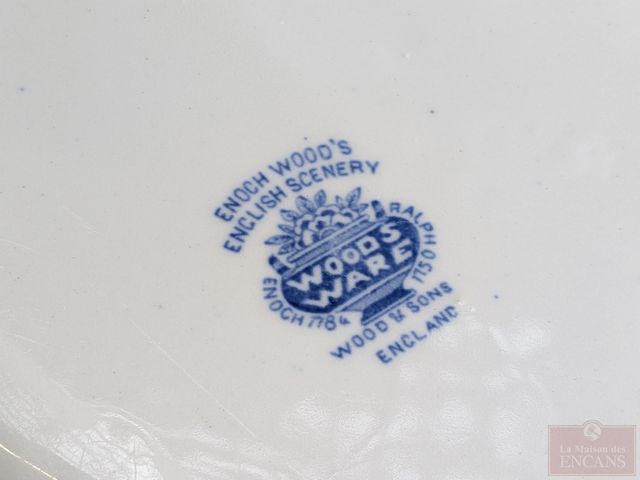 ENOCH WOOD'S
ENGLISH SCENERY
WOODS
WARE
ENOCH 1784
RALPH 1750
WOOD & SONS
ENGLAND
La Maison des
ENCANS